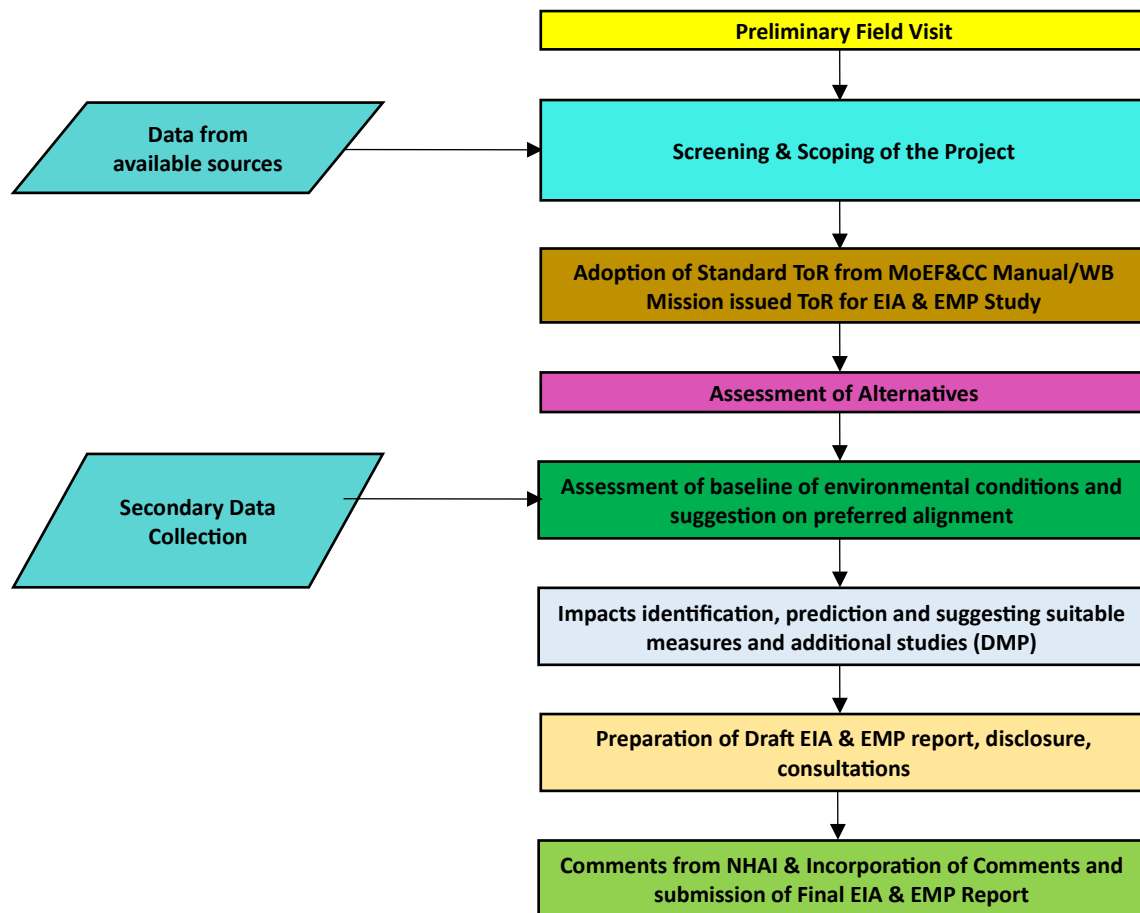 Preliminary Field Visit
Data from
available sources
Screening & Scoping of the Project
Adoption of Standard ToR from MoEF&CC Manual/WB
Mission issued ToR for EIA & EMP Study
Assessment of Alternatives
Secondary Data
Collection
Assessment of baseline of environmental conditions and
suggestion on preferred alignment
Impacts identification, prediction and suggesting suitable
measures and additional studies (DMP)
Preparation of Draft EIA & EMP report, disclosure,
consultations
Comments from NHAI & Incorporation of Comments and
submission of Final EIA & EMP Report